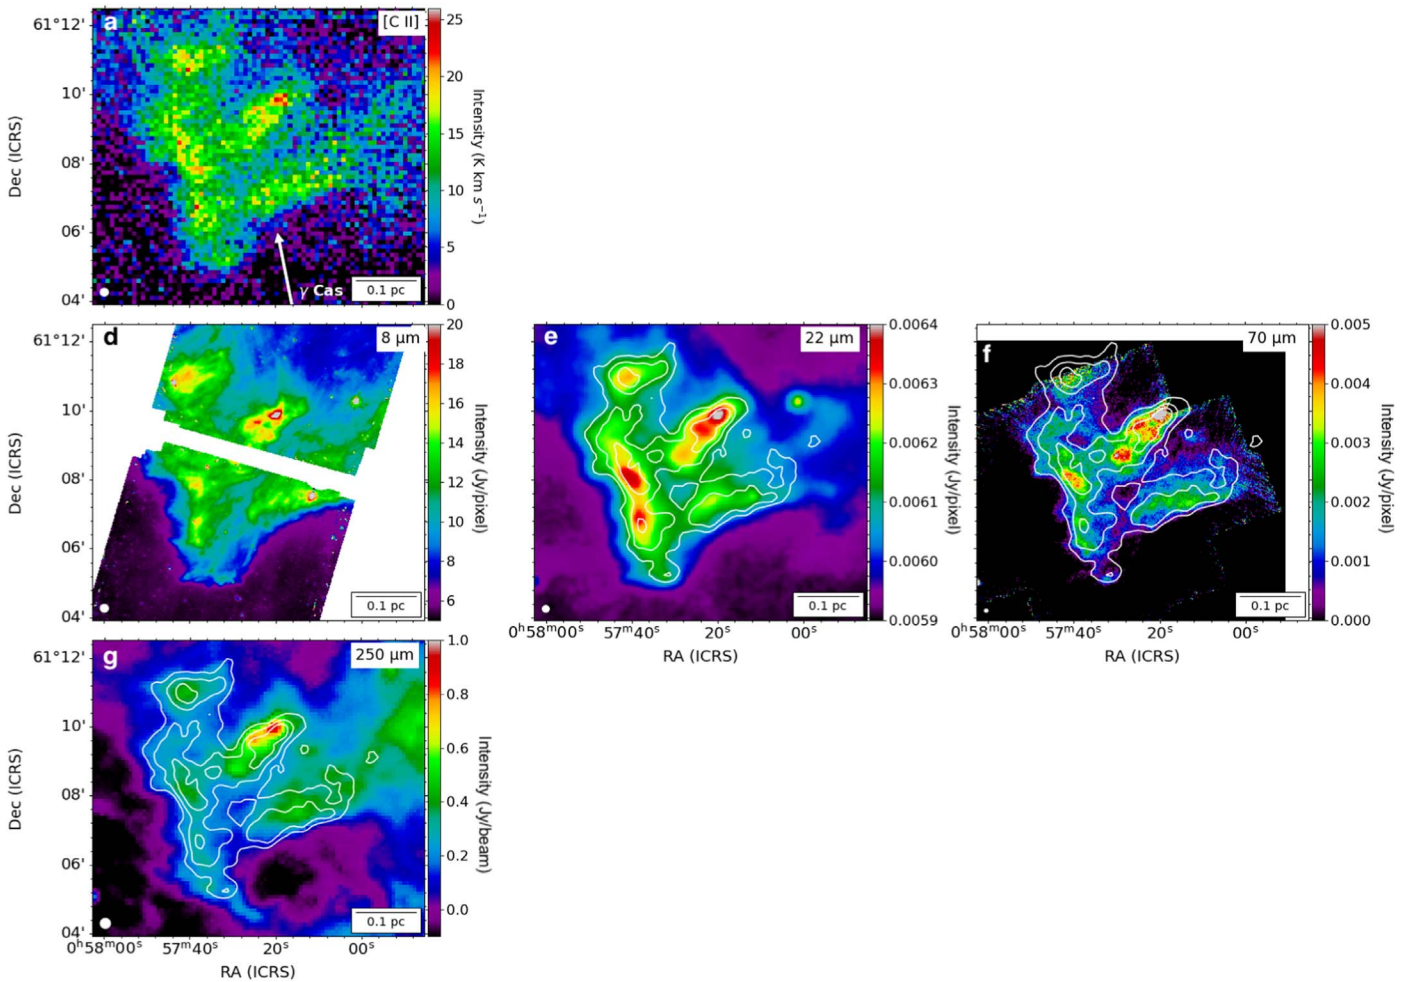 a
[C II]
61°12'
10'
08'
06'
04'
Dec (ICRS)
25
20
15
10
5
0
Intensity (K km s⁻¹)
γ Cas
0.1 pc
d
8 μm
61°12'
10'
08'
06'
04'
Dec (ICRS)
20
18
16
14
12
10
8
6
Intensity (Jy/pixel)
0.1 pc
e
22 μm
0.0064
0.0063
0.0062
0.0061
0.0060
0.0059
Intensity (Jy/pixel)
0.1 pc
0ʰ58ᵐ00ˢ 57ᵐ40ˢ 20ˢ 00ˢ
RA (ICRS)
f
70 μm
0.005
0.004
0.003
0.002
0.001
0.000
Intensity (Jy/pixel)
0.1 pc
0ʰ58ᵐ00ˢ 57ᵐ40ˢ 20ˢ 00ˢ
RA (ICRS)
g
250 μm
61°12'
10'
08'
06'
04'
Dec (ICRS)
1.0
0.8
0.6
0.4
0.2
0.0
Intensity (Jy/beam)
0.1 pc
0ʰ58ᵐ00ˢ 57ᵐ40ˢ 20ˢ 00ˢ
RA (ICRS)